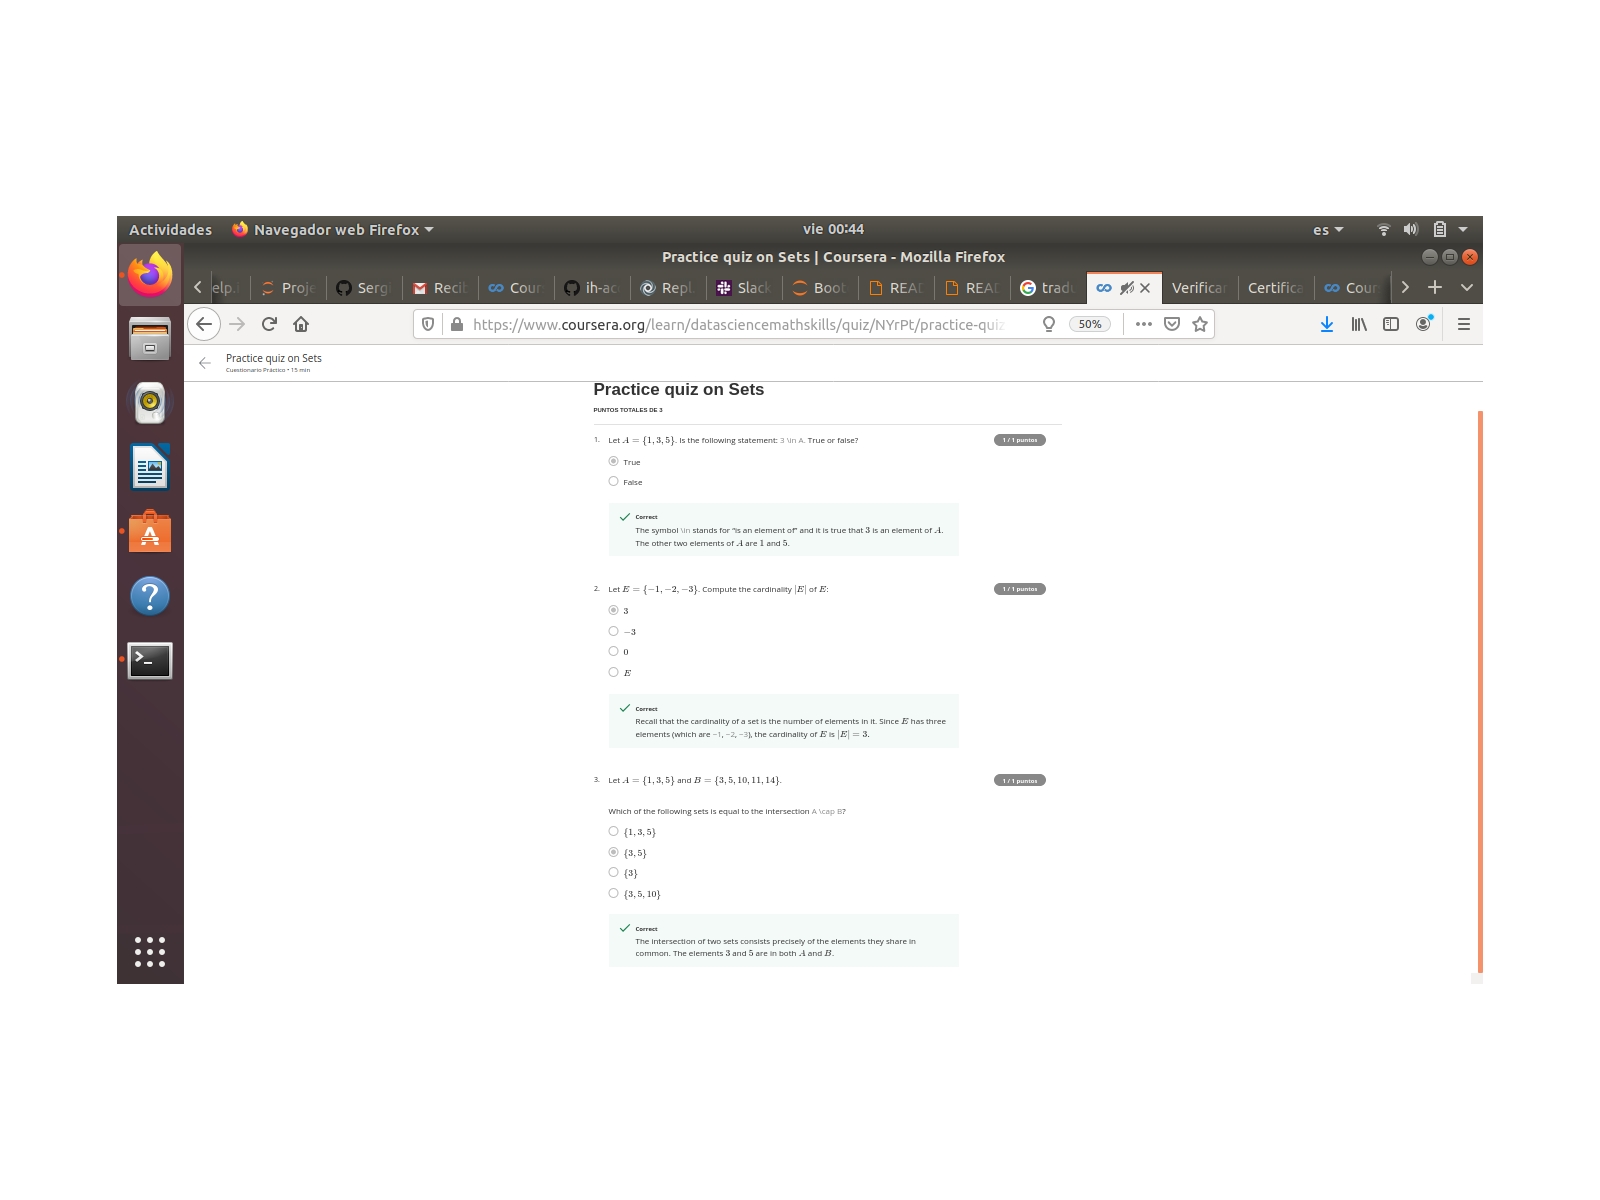 Actividades Navegador web Firefox vie 00:44 es
Practice quiz on Sets | Coursera - Mozilla Firefox
elp. Proje Sergi Recib Cour ih-ac Repl. Slack Boot REA REA tradu Verificar Certifica Cour
https://www.coursera.org/learn/datasciencemathskills/quiz/NYrPt/practice-quiz 50%
Practice quiz on Sets
Cuestionario Práctico • 15 min
Practice quiz on Sets
PUNTOS TOTALES DE 3
1. Let A = {1, 3, 5}. Is the following statement: 3 \in A. True or false? 1 / 1 puntos
True
False
Correct
The symbol \in stands for "is an element of" and it is true that 3 is an element of A.
The other two elements of A are 1 and 5.
2. Let E = {−1, −2, −3}. Compute the cardinality |E| of E: 1 / 1 puntos
3
−3
0
E
Correct
Recall that the cardinality of a set is the number of elements in it. Since E has three
elements (which are −1, −2, −3), the cardinality of E is |E| = 3.
3. Let A = {1, 3, 5} and B = {3, 5, 10, 11, 14}. 1 / 1 puntos
Which of the following sets is equal to the intersection A \cap B?
{1, 3, 5}
{3, 5}
{3}
{3, 5, 10}
Correct
The intersection of two sets consists precisely of the elements they share in
common. The elements 3 and 5 are in both A and B.